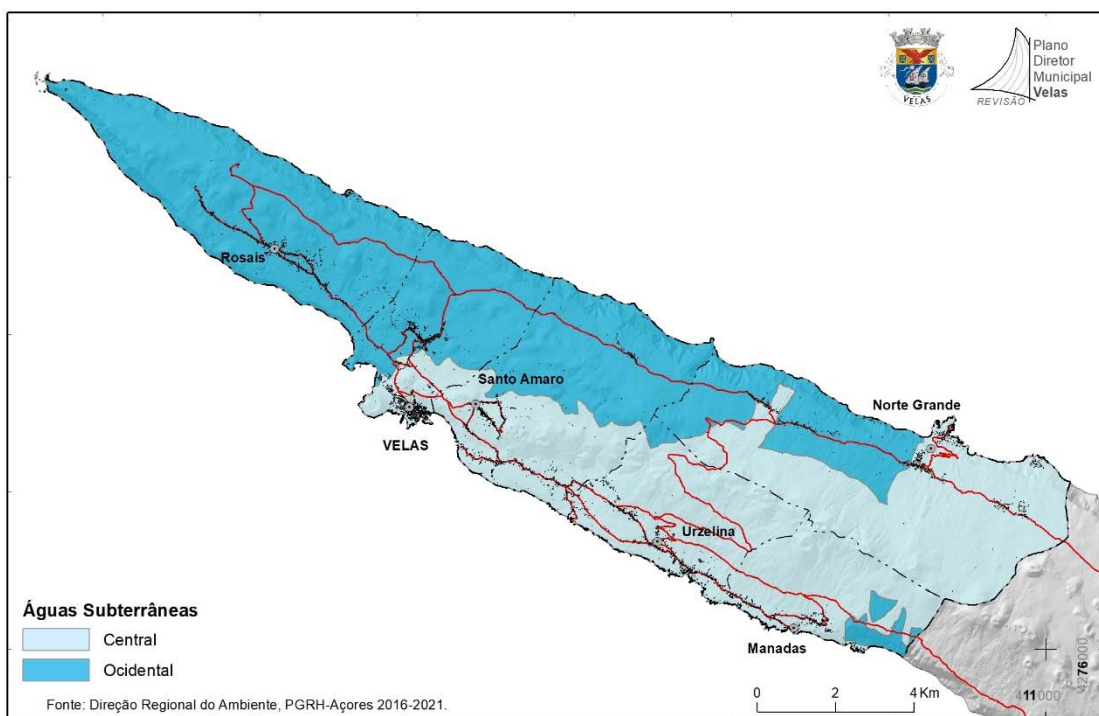 VELAS
Plano
Diretor
Municipal
Velas
REVISÃO
Rosais
Santo Amaro
VELAS
Norte Grande
Urzelina
Manadas
Águas Subterrâneas
Central
Ocidental
Fonte: Direção Regional do Ambiente, PGRH-Açores 2016-2021.
0 2 4 Km
411000
4276000